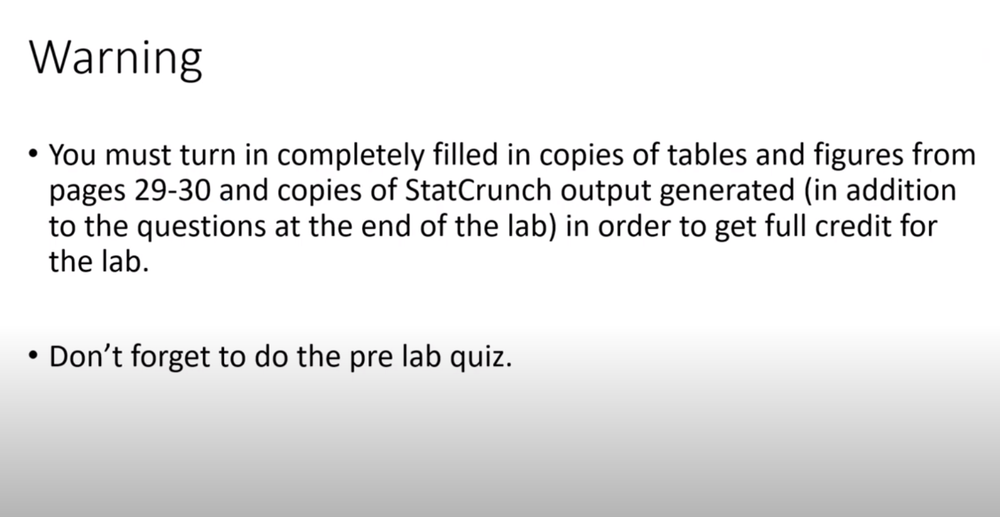 Warning
• You must turn in completely filled in copies of tables and figures from
pages 29-30 and copies of StatCrunch output generated (in addition
to the questions at the end of the lab) in order to get full credit for
the lab.
• Don’t forget to do the pre lab quiz.